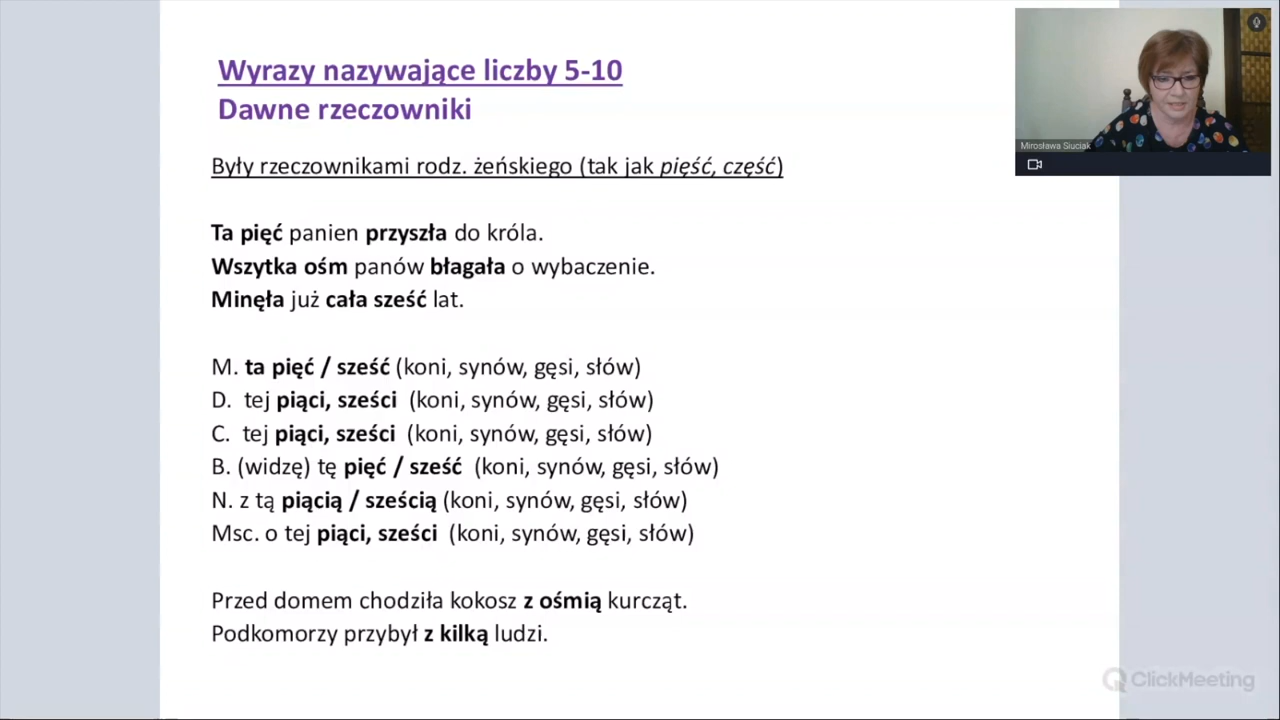 Wyrazy nazywające liczby 5-10
Dawne rzeczowniki
Były rzeczownikami rodz. żeńskiego (tak jak pięść, część)
Ta pięć panien przyszła do króla.
Wszytka ośm panów błagała o wybaczenie.
Minęła już cała sześć lat.
M. ta pięć / sześć (koni, synów, gęsi, słów)
D. tej piąci, sześci (koni, synów, gęsi, słów)
C. tej piąci, sześci (koni, synów, gęsi, słów)
B. (widzę) tę pięć / sześć (koni, synów, gęsi, słów)
N. z tą piącią / sześcią (koni, synów, gęsi, słów)
Msc. o tej piąci, sześci (koni, synów, gęsi, słów)
Przed domem chodziła kokosz z ośmią kurcząt.
Podkomorzy przybył z kilką ludzi.
Mirosława Siuciak
ClickMeeting